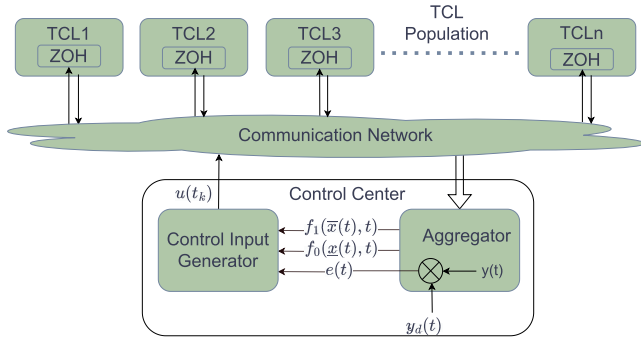 TCL1
ZOH
TCL2
ZOH
TCL3
ZOH
TCL
Population
TCLn
ZOH
Communication Network
u(t_k)
Control Center
Control Input
Generator
f_1(x̅(t), t)
f_0(x̲(t), t)
e(t)
Aggregator
y(t)
y_d(t)